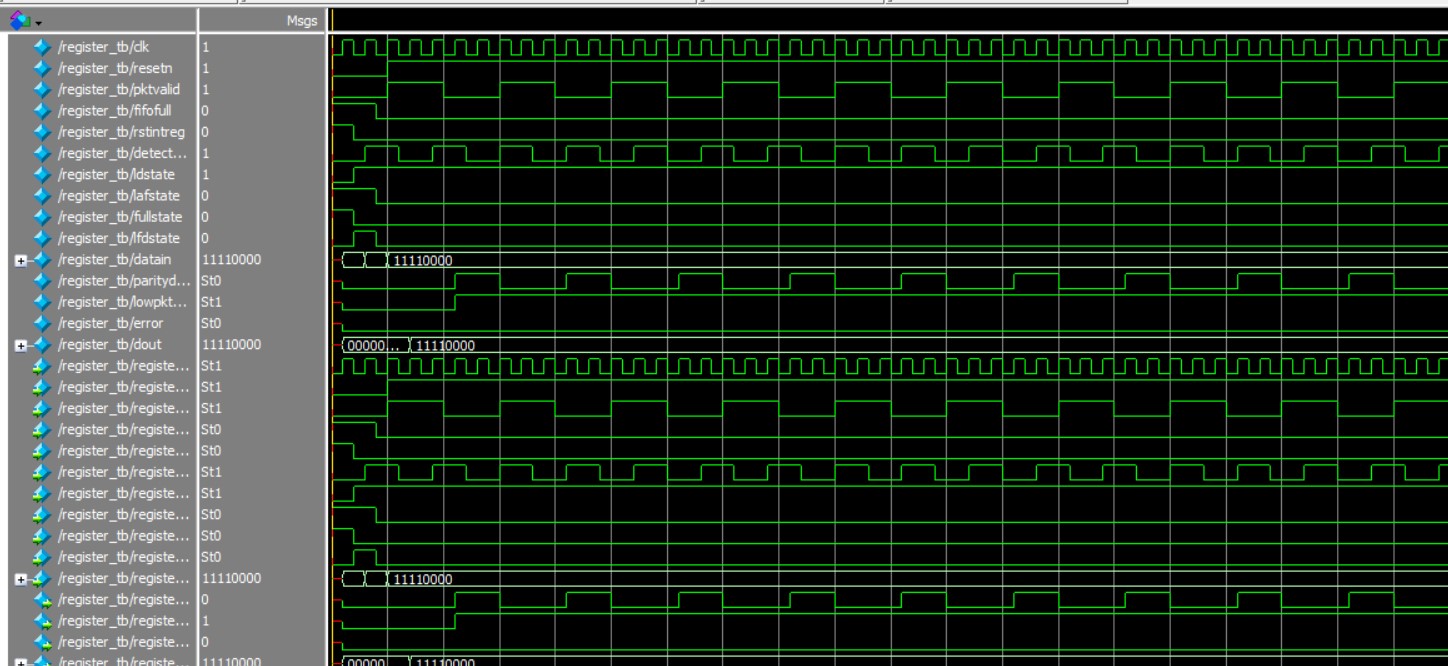 Msgs
/register_tb/clk 1
/register_tb/resetn 1
/register_tb/pktvalid 1
/register_tb/fifofull 0
/register_tb/rstintreg 0
/register_tb/detect... 1
/register_tb/ldstate 1
/register_tb/lafstate 0
/register_tb/fullstate 0
/register_tb/lfdstate 0
/register_tb/datain 11110000 11110000
/register_tb/parityd... St0
/register_tb/lowpkt... St1
/register_tb/error St0
/register_tb/dout 11110000 00000... 11110000
/register_tb/registe... St1
/register_tb/registe... St1
/register_tb/registe... St1
/register_tb/registe... St0
/register_tb/registe... St0
/register_tb/registe... St1
/register_tb/registe... St1
/register_tb/registe... St0
/register_tb/registe... St0
/register_tb/registe... St0
/register_tb/registe... 11110000 11110000
/register_tb/registe... 0
/register_tb/registe... 1
/register_tb/registe... 0
/register_tb/registe... 11110000 00000... 11110000